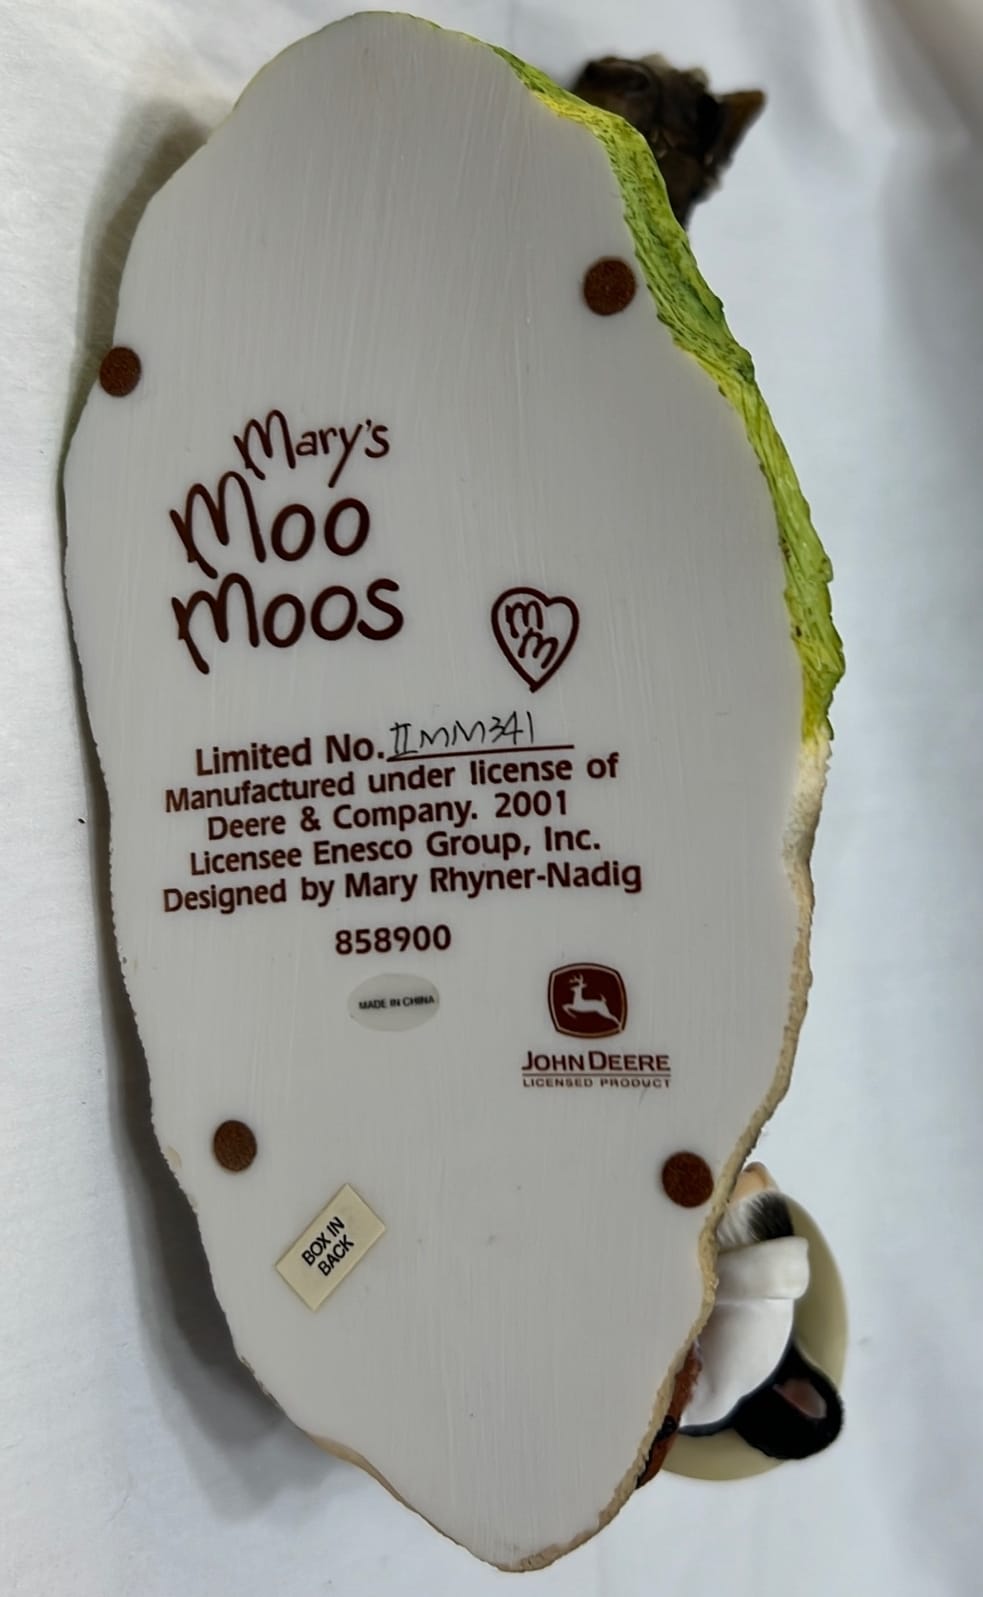 Mary's
Moo
Moos
MM
Limited No. IIMM341
Manufactured under license of
Deere & Company. 2001
Licensee Enesco Group, Inc.
Designed by Mary Rhyner-Nadig
858900
MADE IN CHINA
JOHN DEERE
LICENSED PRODUCT
BOX IN
BACK